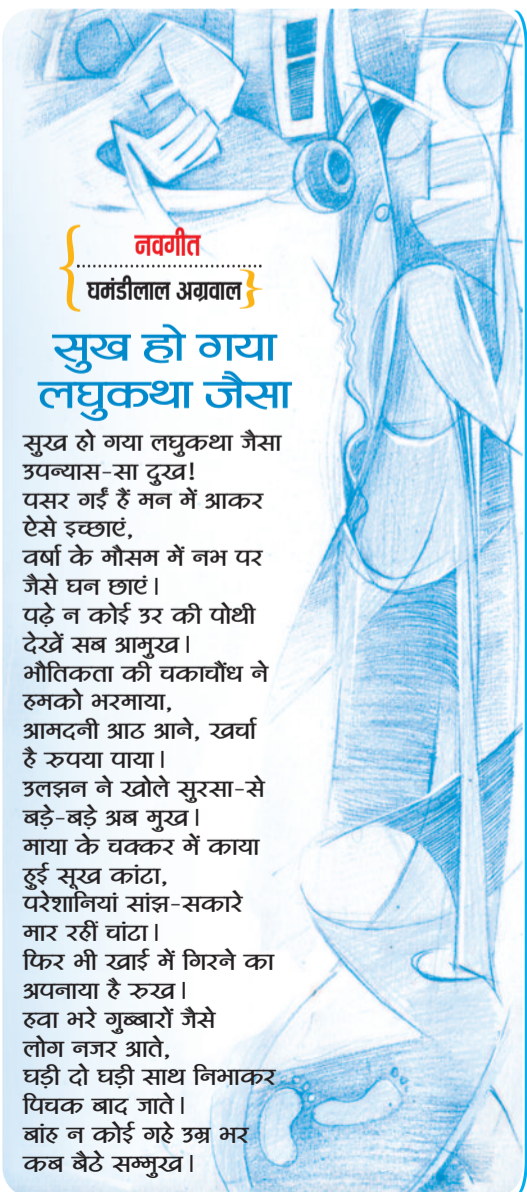 नवगीत
घमंडीलाल अग्रवाल
सुख हो गया
लघुकथा जैसा
सुख हो गया लघुकथा जैसा
उपन्यास-सा दुख!
पसर गईं हैं मन में आकर
ऐसे इच्छाएं,
वर्षा के मौसम में नभ पर
जैसे घन छाएं।
पढ़े न कोई उर की पोथी
देखें सब आमुख।
भौतिकता की चकाचौंध ने
हमको भरमाया,
आमदनी आठ आने, खर्चा
है रुपया पाया।
उलझन ने खोले सुरसा-से
बड़े-बड़े अब मुख।
माया के चक्कर में काया
हुई सूख कांटा,
परेशानियां सांझ-सकारे
मार रहीं चांटा।
फिर भी खाई में गिरने का
अपनाया है रुख।
हवा भरे गुब्बारों जैसे
लोग नजर आते,
घड़ी दो घड़ी साथ निभाकर
पिचक बाद जाते।
बांह न कोई गहे उम्र भर
कब बैठे सम्मुख।